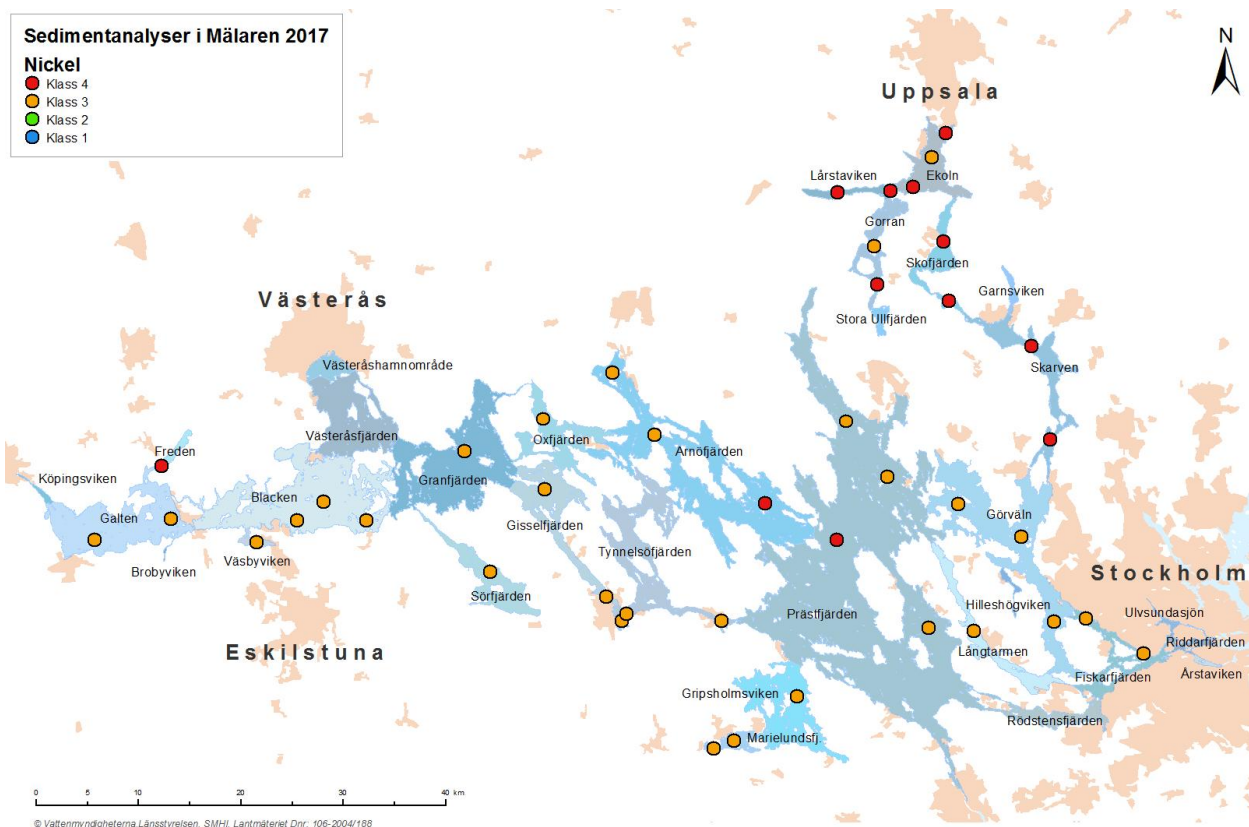 Sedimentanalyser i Mälaren 2017
Nickel
Klass 4
Klass 3
Klass 2
Klass 1
N
Uppsala
Lårstaviken
Ekoln
Gorran
Skofjärden
Garnsviken
Stora Ullfjärden
Skarven
Västerås
Västeråshamnområde
Västeråsfjärden
Oxfjärden
Arnöfjärden
Freden
Köpingsviken
Granfjärden
Blacken
Galten
Gisselfjärden
Görväln
Tynnelsöfjärden
Väsbyviken
Brobyviken
Stockholm
Sörfjärden
Hilleshögviken
Prästfjärden
Ulvsundasjön
Riddarfjärden
Eskilstuna
Långtarmen
Fiskarfjärden
Årstaviken
Gripsholmsviken
Rödstensfjärden
Marielundsfj.
0 5 10 20 30 40 km
© Vattenmyndigheterna,Länsstyrelsen, SMHI, Lantmäteriet Dnr: 106-2004/188